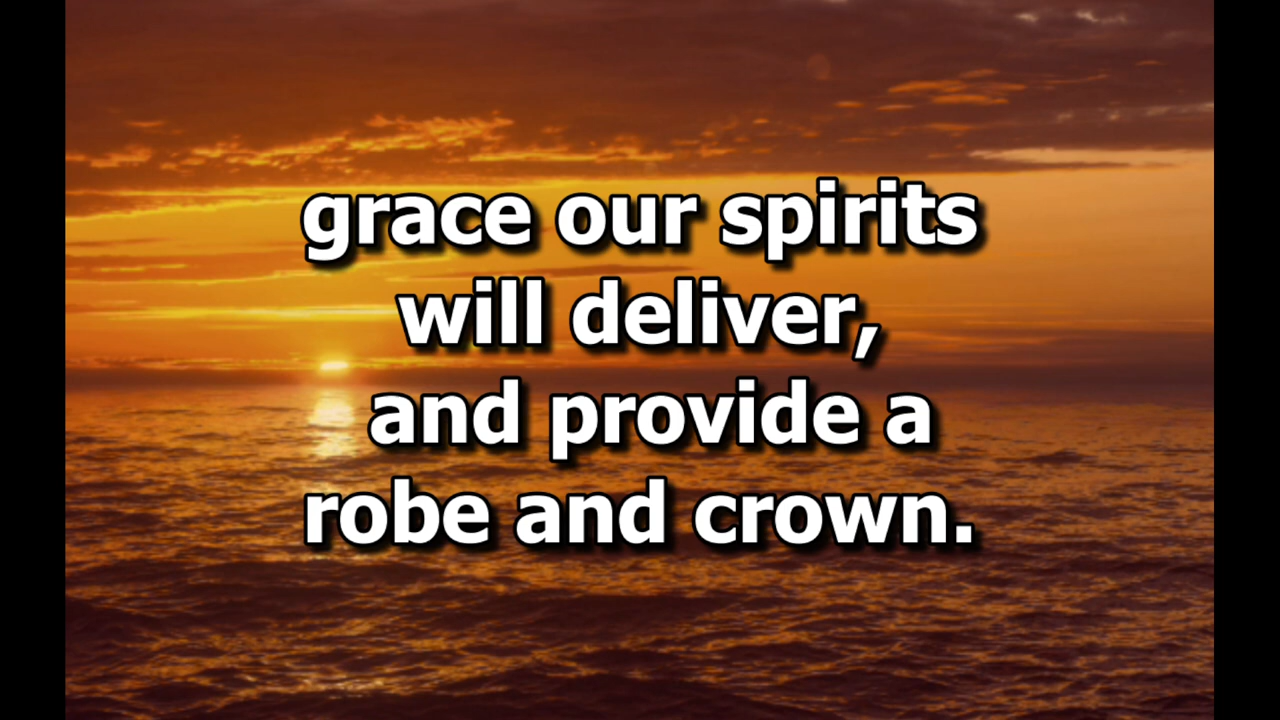 grace our spirits
will deliver,
and provide a
robe and crown.